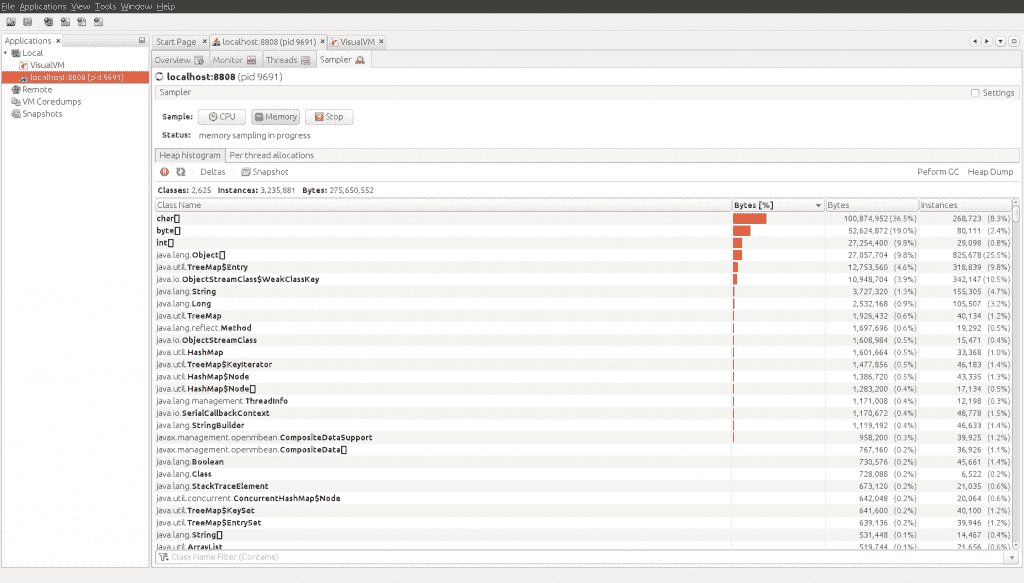 File Applications View Tools Window Help
Applications
Local
VisualVM
localhost:8808 (pid 9691)
Remote
VM Coredumps
Snapshots
Start Page localhost:8808 (pid 9691) VisualVM
Overview Monitor Threads Sampler
localhost:8808 (pid 9691)
Sampler Settings
Sample: CPU Memory Stop
Status: memory sampling in progress
Heap histogram Per thread allocations
Deltas Snapshot Peform GC Heap Dump
Classes: 2,625 Instances: 3,235,881 Bytes: 275,650,552
Class Name Bytes [%] Bytes Instances
char[] 100,874,952 (36.5%) 268,723 (8.3%)
byte[] 52,624,872 (19.0%) 80,111 (2.4%)
int[] 27,254,400 (9.8%) 29,098 (0.8%)
java.lang.Object[] 27,057,704 (9.8%) 825,678 (25.5%)
java.util.TreeMap$Entry 12,753,560 (4.6%) 318,839 (9.8%)
java.io.ObjectStreamClass$WeakClassKey 10,948,704 (3.9%) 342,147 (10.5%)
java.lang.String 3,727,320 (1.3%) 155,305 (4.7%)
java.lang.Long 2,532,168 (0.9%) 105,507 (3.2%)
java.util.TreeMap 1,926,432 (0.6%) 40,134 (1.2%)
java.lang.reflect.Method 1,697,696 (0.6%) 19,292 (0.5%)
java.io.ObjectStreamClass 1,608,984 (0.5%) 15,471 (0.4%)
java.util.HashMap 1,601,664 (0.5%) 33,368 (1.0%)
java.util.TreeMap$KeyIterator 1,477,856 (0.5%) 46,183 (1.4%)
java.util.HashMap$Node 1,386,720 (0.5%) 43,335 (1.3%)
java.util.HashMap$Node[] 1,283,200 (0.4%) 17,134 (0.5%)
java.lang.management.ThreadInfo 1,171,008 (0.4%) 12,198 (0.3%)
java.io.SerialCallbackContext 1,170,672 (0.4%) 48,778 (1.5%)
java.lang.StringBuilder 1,119,192 (0.4%) 46,633 (1.4%)
javax.management.openmbean.CompositeDataSupport 958,200 (0.3%) 39,925 (1.2%)
javax.management.openmbean.CompositeData[] 767,160 (0.2%) 36,926 (1.1%)
java.lang.Boolean 730,576 (0.2%) 45,661 (1.4%)
java.lang.Class 728,088 (0.2%) 6,522 (0.2%)
java.lang.StackTraceElement 673,120 (0.2%) 21,035 (0.6%)
java.util.concurrent.ConcurrentHashMap$Node 642,048 (0.2%) 20,064 (0.6%)
java.util.TreeMap$KeySet 641,600 (0.2%) 40,100 (1.2%)
java.util.TreeMap$EntrySet 639,136 (0.2%) 39,946 (1.2%)
java.lang.String[] 531,448 (0.1%) 14,467 (0.4%)
java.util.ArrayList 519,744 (0.1%) 21,656 (0.6%)
Class Name Filter (Contains)